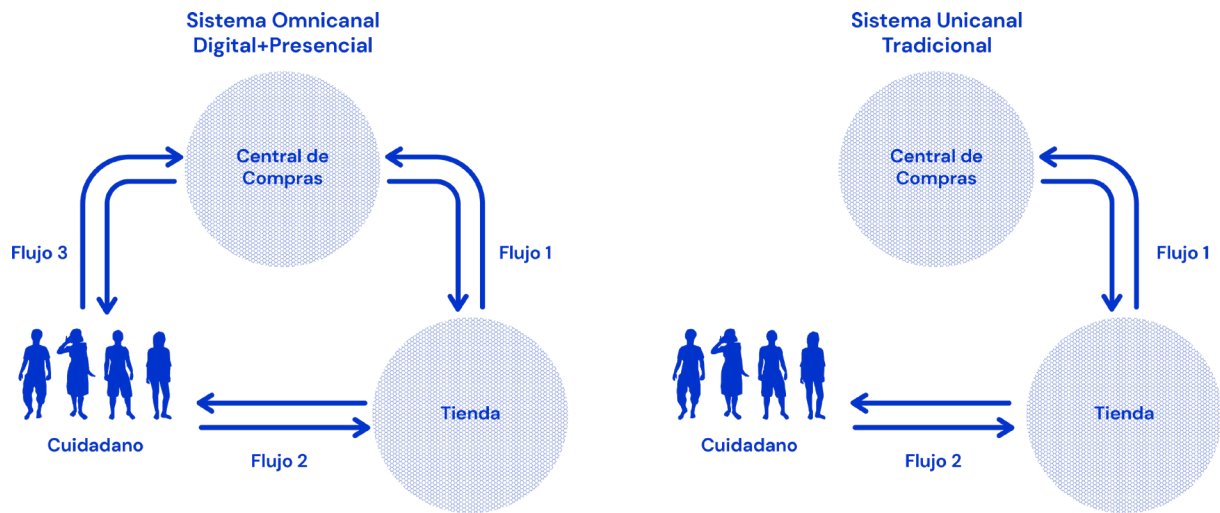 Sistema Omnicanal
Digital+Presencial
Central de
Compras
Flujo 3
Flujo 1
Cuidadano
Flujo 2
Tienda
Sistema Unicanal
Tradicional
Central de
Compras
Flujo 1
Cuidadano
Flujo 2
Tienda